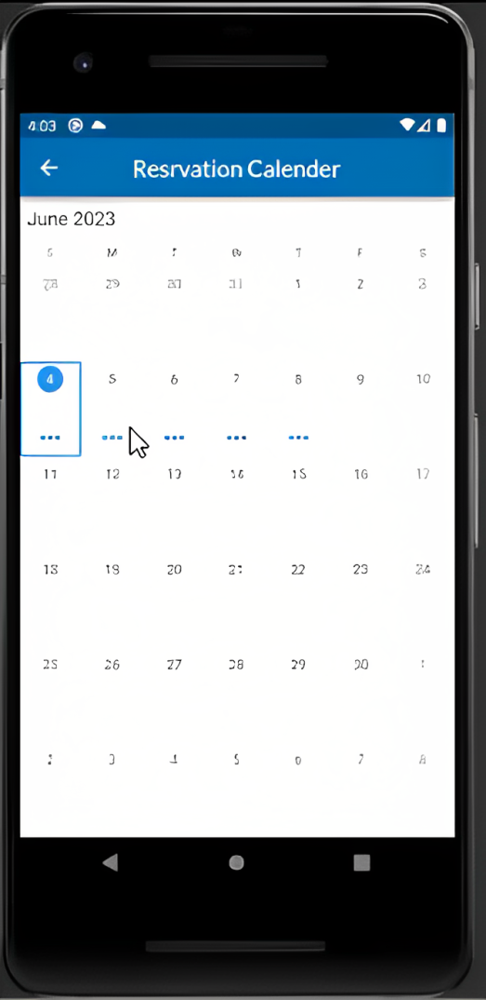 4:03
Resrvation Calender
June 2023
S M T W T F S
28 29 30 31 1 2 3
4 5 6 7 8 9 10
11 12 13 14 15 16 17
18 19 20 21 22 23 24
25 26 27 28 29 30 1
2 3 4 5 6 7 8